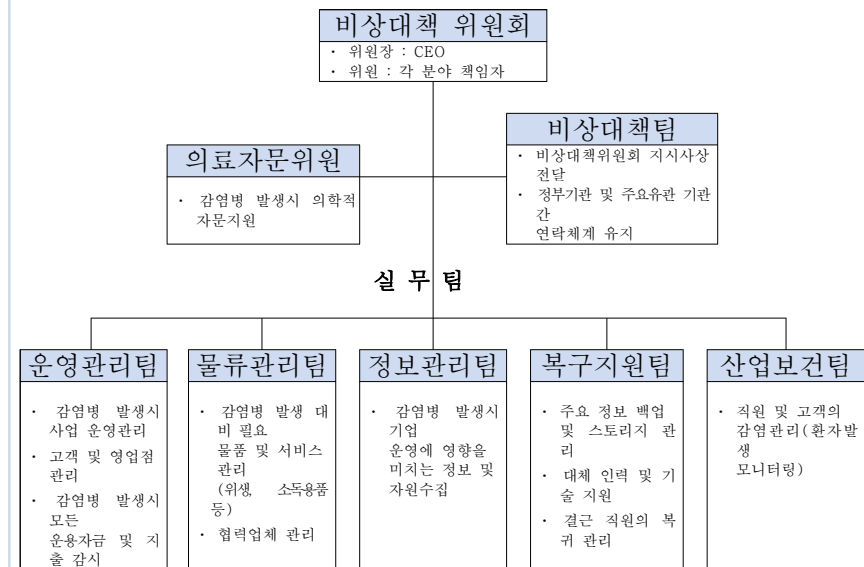 비상대책 위원회
· 위원장 : CEO
· 위원 : 각 분야 책임자
의료자문위원
· 감염병 발생시 의학적
자문지원
비상대책팀
· 비상대책위원회 지시사상
전달
· 정부기관 및 주요유관 기관
간
연락체계 유지
실 무 팀
운영관리팀
· 감염병 발생시
사업 운영관리
· 고객 및 영업점
관리
· 감염병 발생시
모든
운용자금 및 지
출 감시
물류관리팀
· 감염병 발생 대
비 필요
물품 및 서비스
관리
(위생, 소독용품
등)
· 협력업체 관리
정보관리팀
· 감염병 발생시
기업
운영에 영향을
미치는 정보 및
자원수집
복구지원팀
· 주요 정보 백업
및 스토리지 관
리
· 대체 인력 및 기
술 지원
· 결근 직원의 복
귀 관리
산업보건팀
· 직원 및 고객의
감염관리(환자발
생
모니터링)